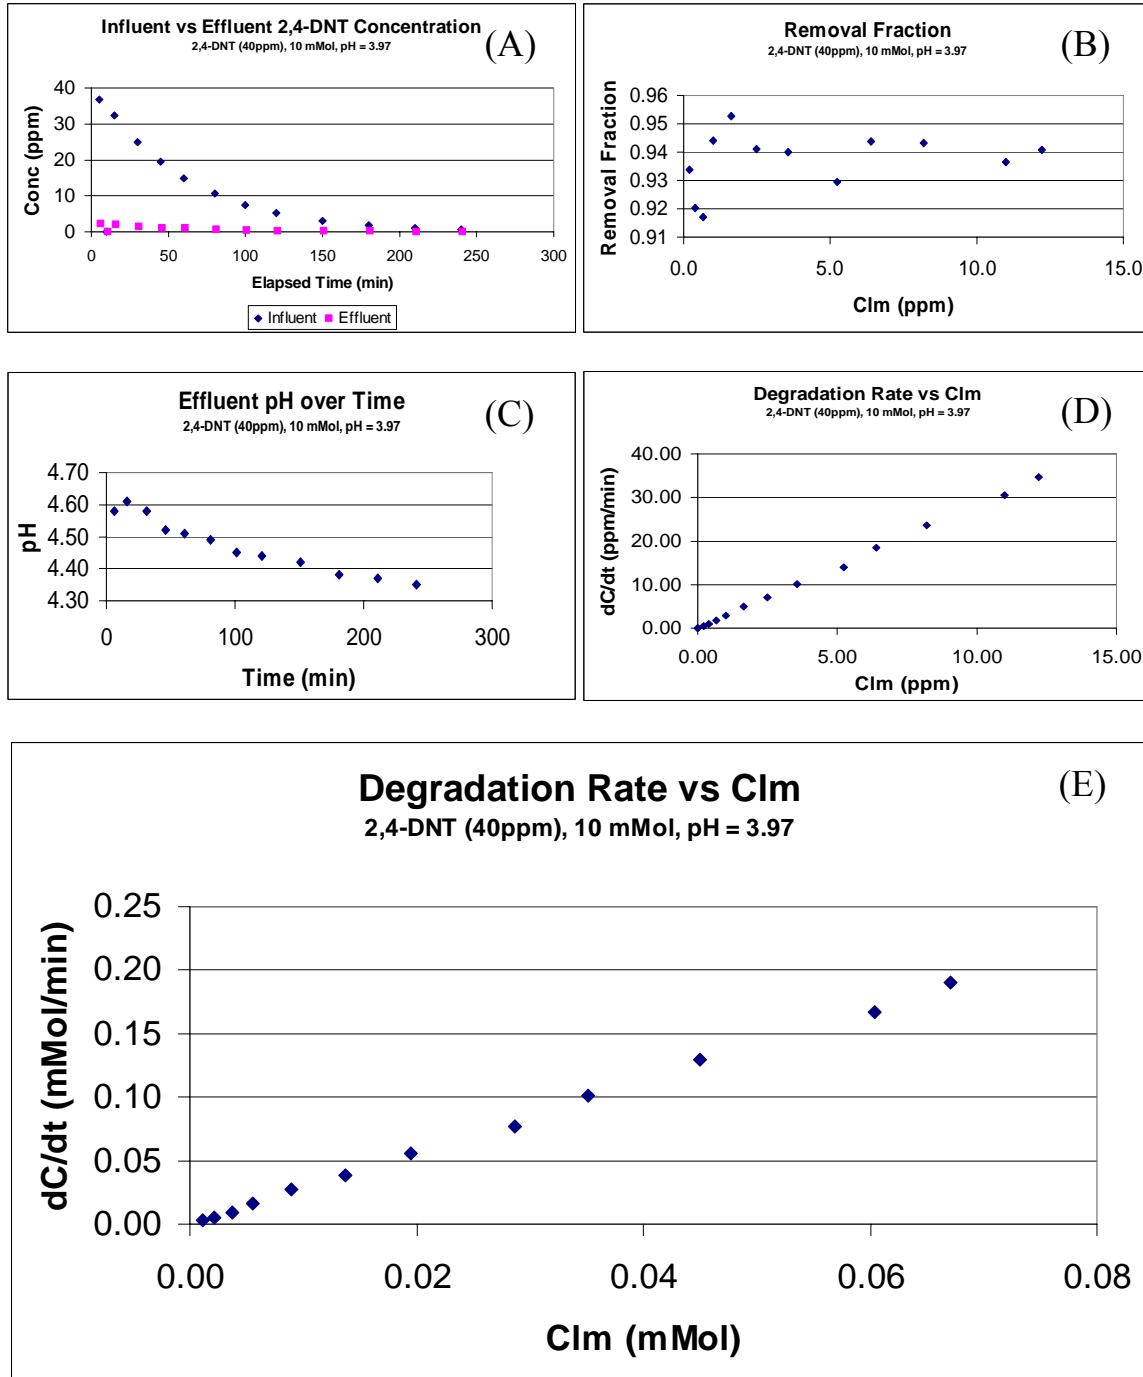 Influent vs Effluent 2,4-DNT Concentration
2,4-DNT (40ppm), 10 mMol, pH = 3.97
(A)
Conc (ppm)
40
30
20
10
0
0 50 100 150 200 250 300
Elapsed Time (min)
Influent Effluent
Removal Fraction
2,4-DNT (40ppm), 10 mMol, pH = 3.97
(B)
Removal Fraction
0.96
0.95
0.94
0.93
0.92
0.91
0.0 5.0 10.0 15.0
Clm (ppm)
Effluent pH over Time
2,4-DNT (40ppm), 10 mMol, pH = 3.97
(C)
pH
4.70
4.60
4.50
4.40
4.30
0 100 200 300
Time (min)
Degradation Rate vs Clm
2,4-DNT (40ppm), 10 mMol, pH = 3.97
(D)
dC/dt (ppm/min)
40.00
30.00
20.00
10.00
0.00
0.00 5.00 10.00 15.00
Clm (ppm)
Degradation Rate vs Clm
2,4-DNT (40ppm), 10 mMol, pH = 3.97
(E)
dC/dt (mMol/min)
0.25
0.20
0.15
0.10
0.05
0.00
0.00 0.02 0.04 0.06 0.08
Clm (mMol)